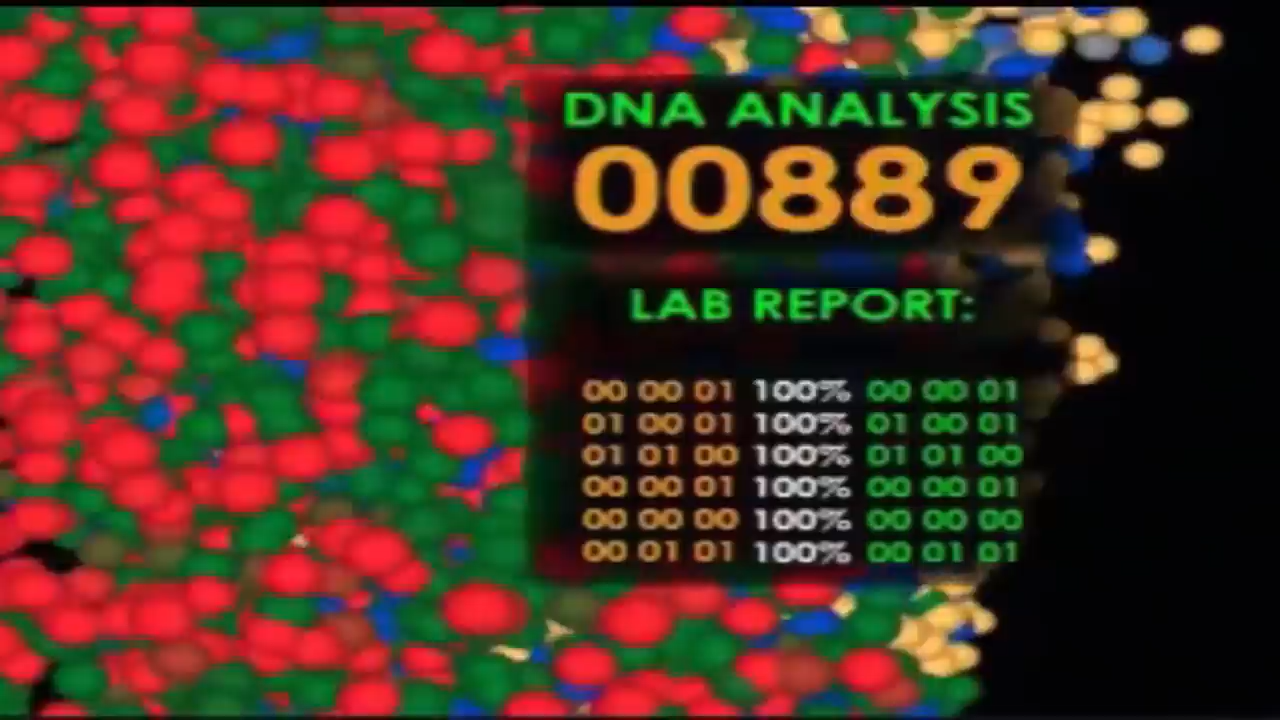 DNA ANALYSIS
00889
LAB REPORT:
00 00 01 100% 00 00 01
01 00 01 100% 01 00 01
01 01 00 100% 01 01 00
00 00 01 100% 00 00 01
00 00 00 100% 00 00 00
00 01 01 100% 00 01 01